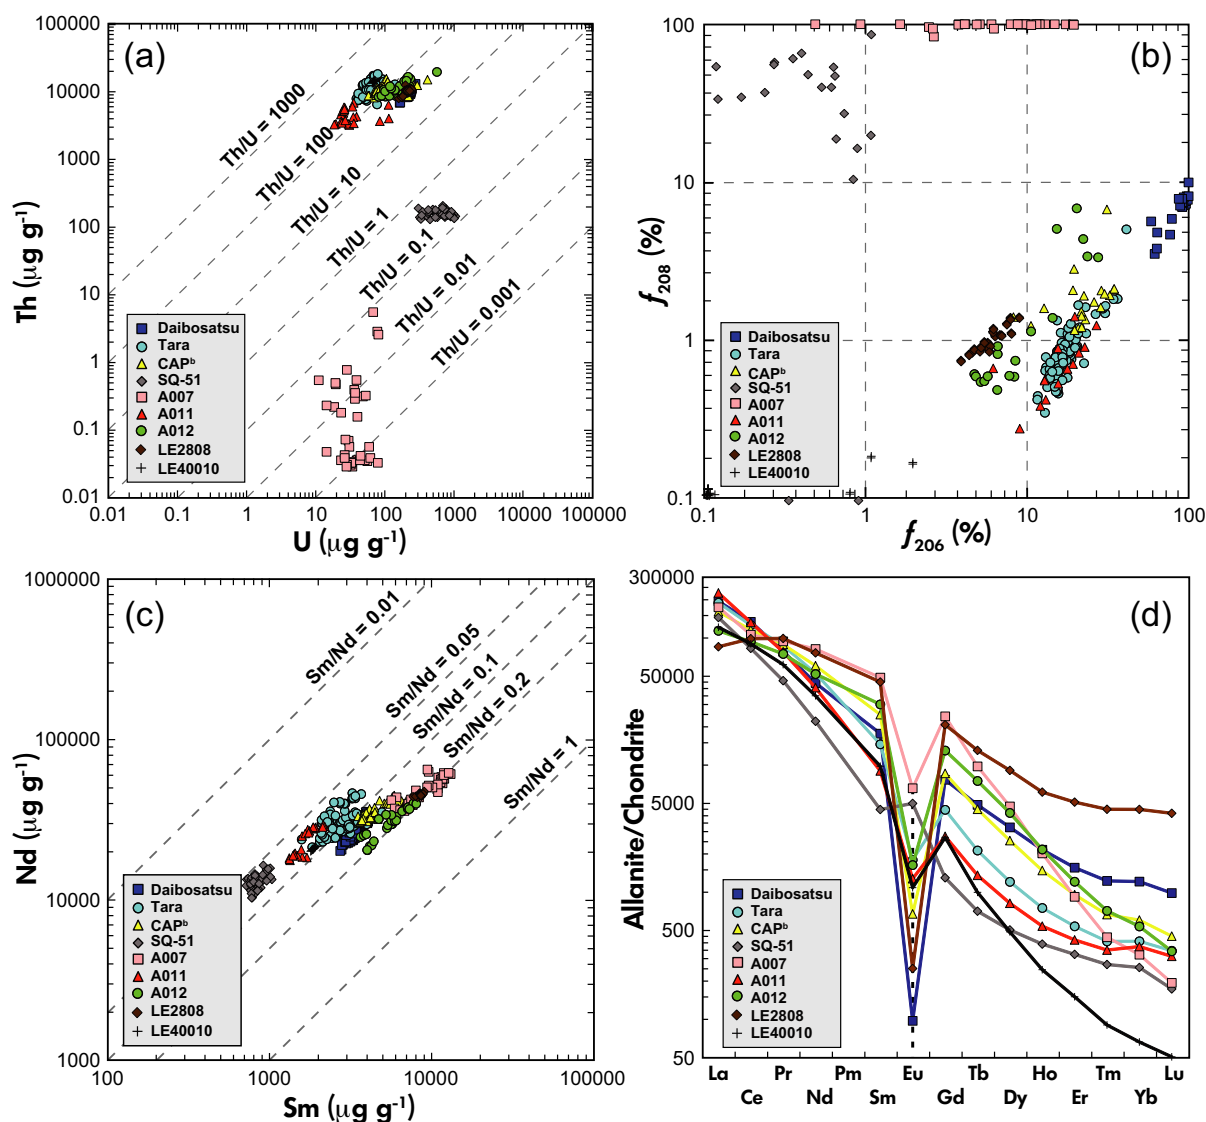 (a)
100000
10000
1000
100
10
1
0.1
0.01
Th (µg g⁻¹)
Th/U = 1000
Th/U = 100
Th/U = 10
Th/U = 1
Th/U = 0.1
Th/U = 0.01
Th/U = 0.001
Daibosatsu
Tara
CAPᵇ
SQ-51
A007
A011
A012
LE2808
LE40010
0.01 0.1 1 10 100 1000 10000 100000
U (µg g⁻¹)
(b)
100
10
1
0.1
f₂₀₈ (%)
Daibosatsu
Tara
CAPᵇ
SQ-51
A007
A011
A012
LE2808
LE40010
0.1 1 10 100
f₂₀₆ (%)
(c)
1000000
100000
10000
1000
Nd (µg g⁻¹)
Sm/Nd = 0.01
Sm/Nd = 0.05
Sm/Nd = 0.1
Sm/Nd = 0.2
Sm/Nd = 1
Daibosatsu
Tara
CAPᵇ
SQ-51
A007
A011
A012
LE2808
LE40010
100 1000 10000 100000
Sm (µg g⁻¹)
(d)
300000
50000
5000
500
50
Allanite/Chondrite
Daibosatsu
Tara
CAPᵇ
SQ-51
A007
A011
A012
LE2808
LE40010
La Pr Pm Eu Tb Ho Tm Lu
Ce Nd Sm Gd Dy Er Yb